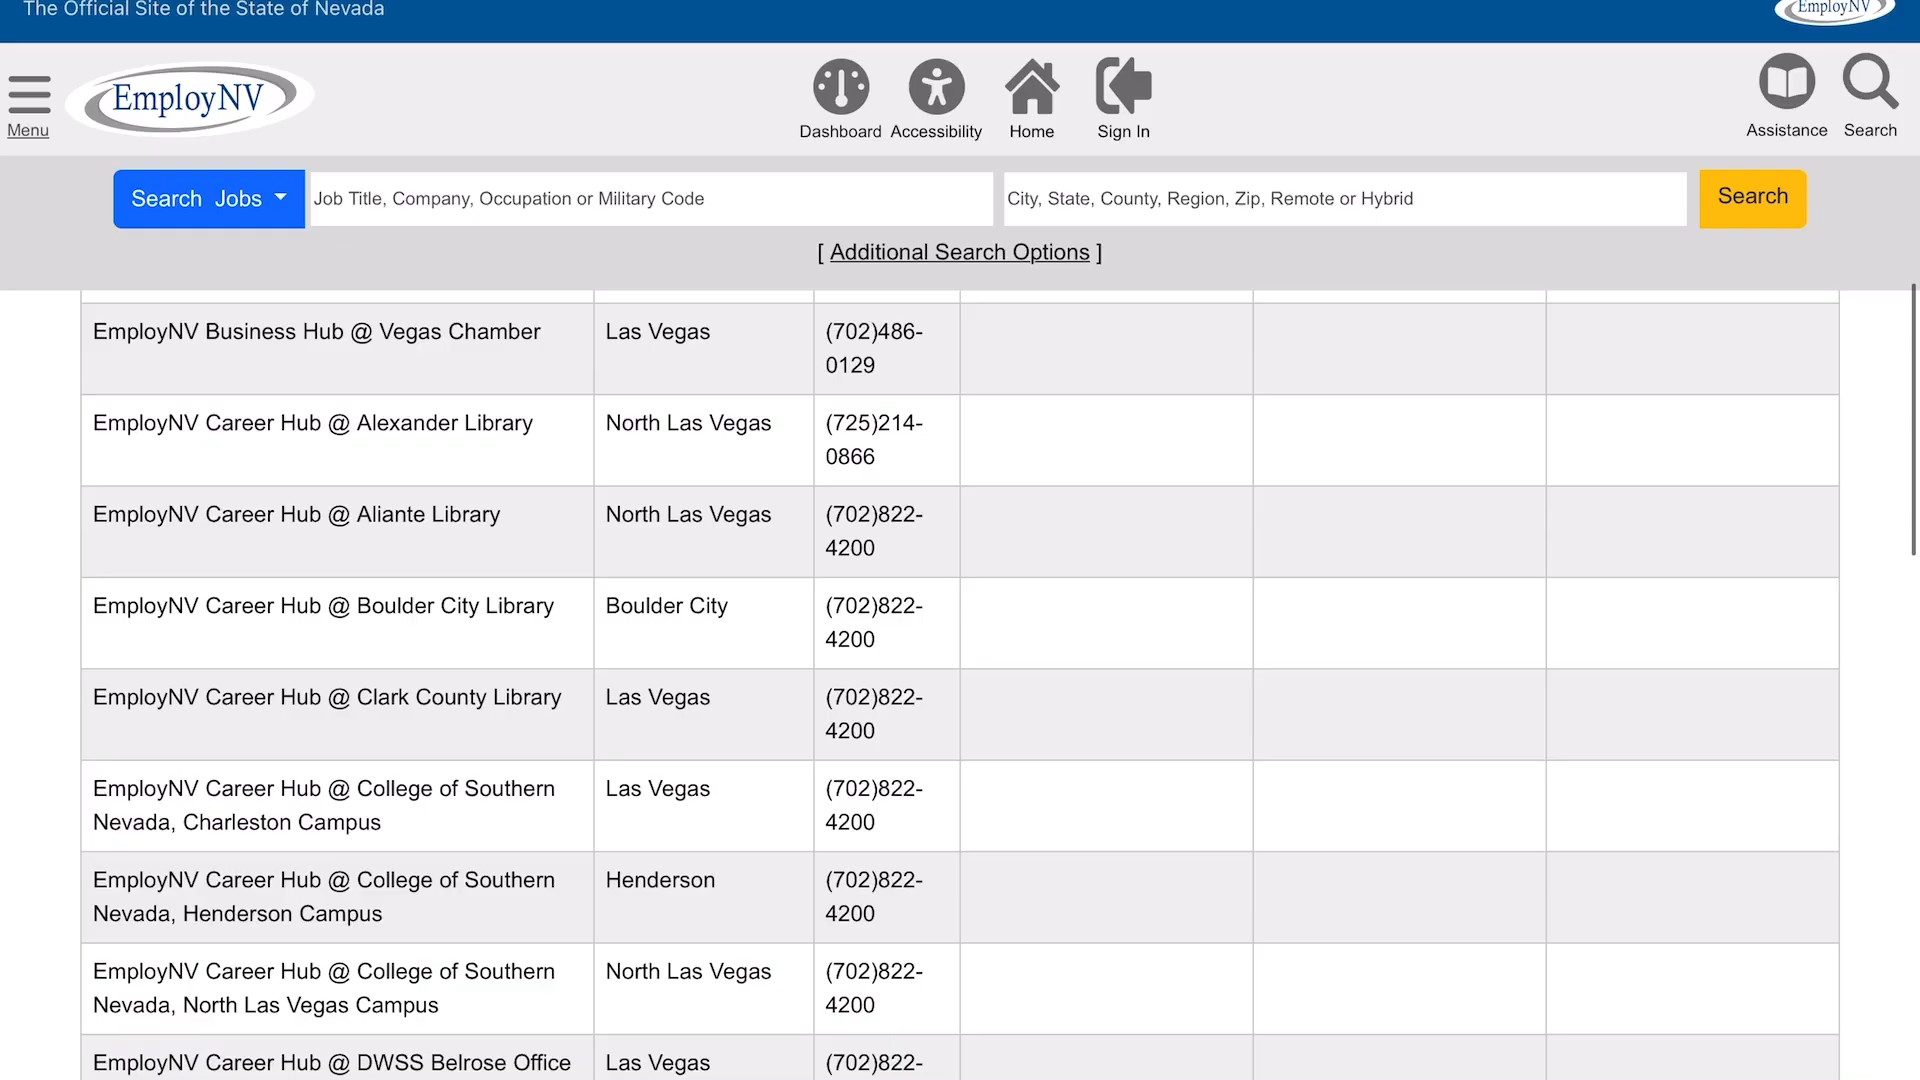 The Official Site of the State of Nevada
EmployNV
Menu
EmployNV
Dashboard
Accessibility
Home
Sign In
Assistance
Search
Search Jobs
Job Title, Company, Occupation or Military Code
City, State, County, Region, Zip, Remote or Hybrid
Search
[ Additional Search Options ]
EmployNV Business Hub @ Vegas Chamber
Las Vegas
(702)486-
0129
EmployNV Career Hub @ Alexander Library
North Las Vegas
(725)214-
0866
EmployNV Career Hub @ Aliante Library
North Las Vegas
(702)822-
4200
EmployNV Career Hub @ Boulder City Library
Boulder City
(702)822-
4200
EmployNV Career Hub @ Clark County Library
Las Vegas
(702)822-
4200
EmployNV Career Hub @ College of Southern
Nevada, Charleston Campus
Las Vegas
(702)822-
4200
EmployNV Career Hub @ College of Southern
Nevada, Henderson Campus
Henderson
(702)822-
4200
EmployNV Career Hub @ College of Southern
Nevada, North Las Vegas Campus
North Las Vegas
(702)822-
4200
EmployNV Career Hub @ DWSS Belrose Office
Las Vegas
(702)822-